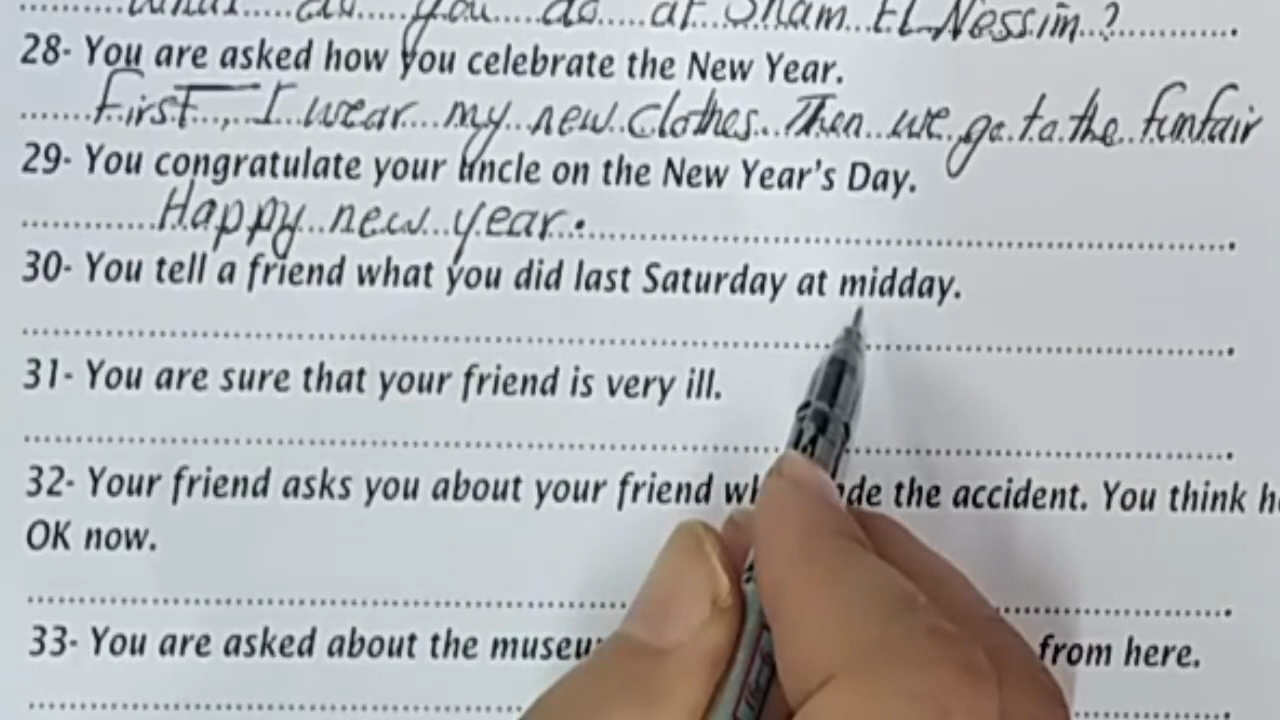 What do you do at Sham El-Nessim?
28- You are asked how you celebrate the New Year.
First, I wear my new clothes. Then we go to the funfair
29- You congratulate your uncle on the New Year's Day.
Happy new year.
30- You tell a friend what you did last Saturday at midday.
31- You are sure that your friend is very ill.
32- Your friend asks you about your friend the accident. You think
OK now.
33- You are asked about the from here.